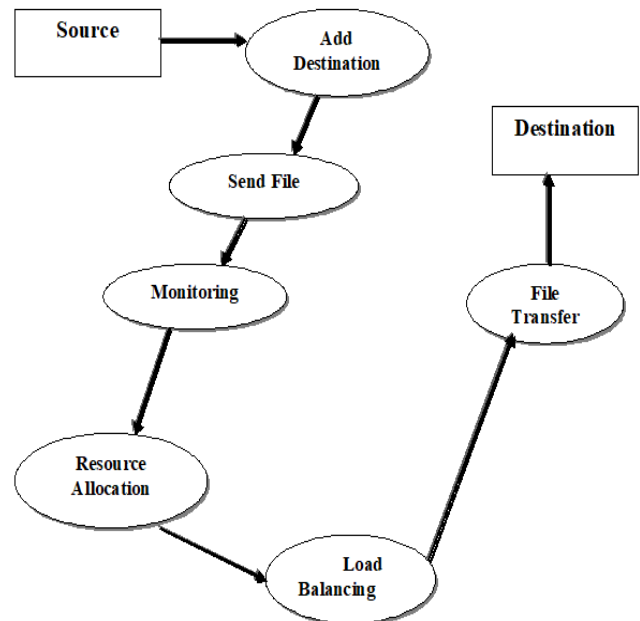 Source
Add
Destination
Send File
Monitoring
Resource
Allocation
Load
Balancing
File
Transfer
Destination